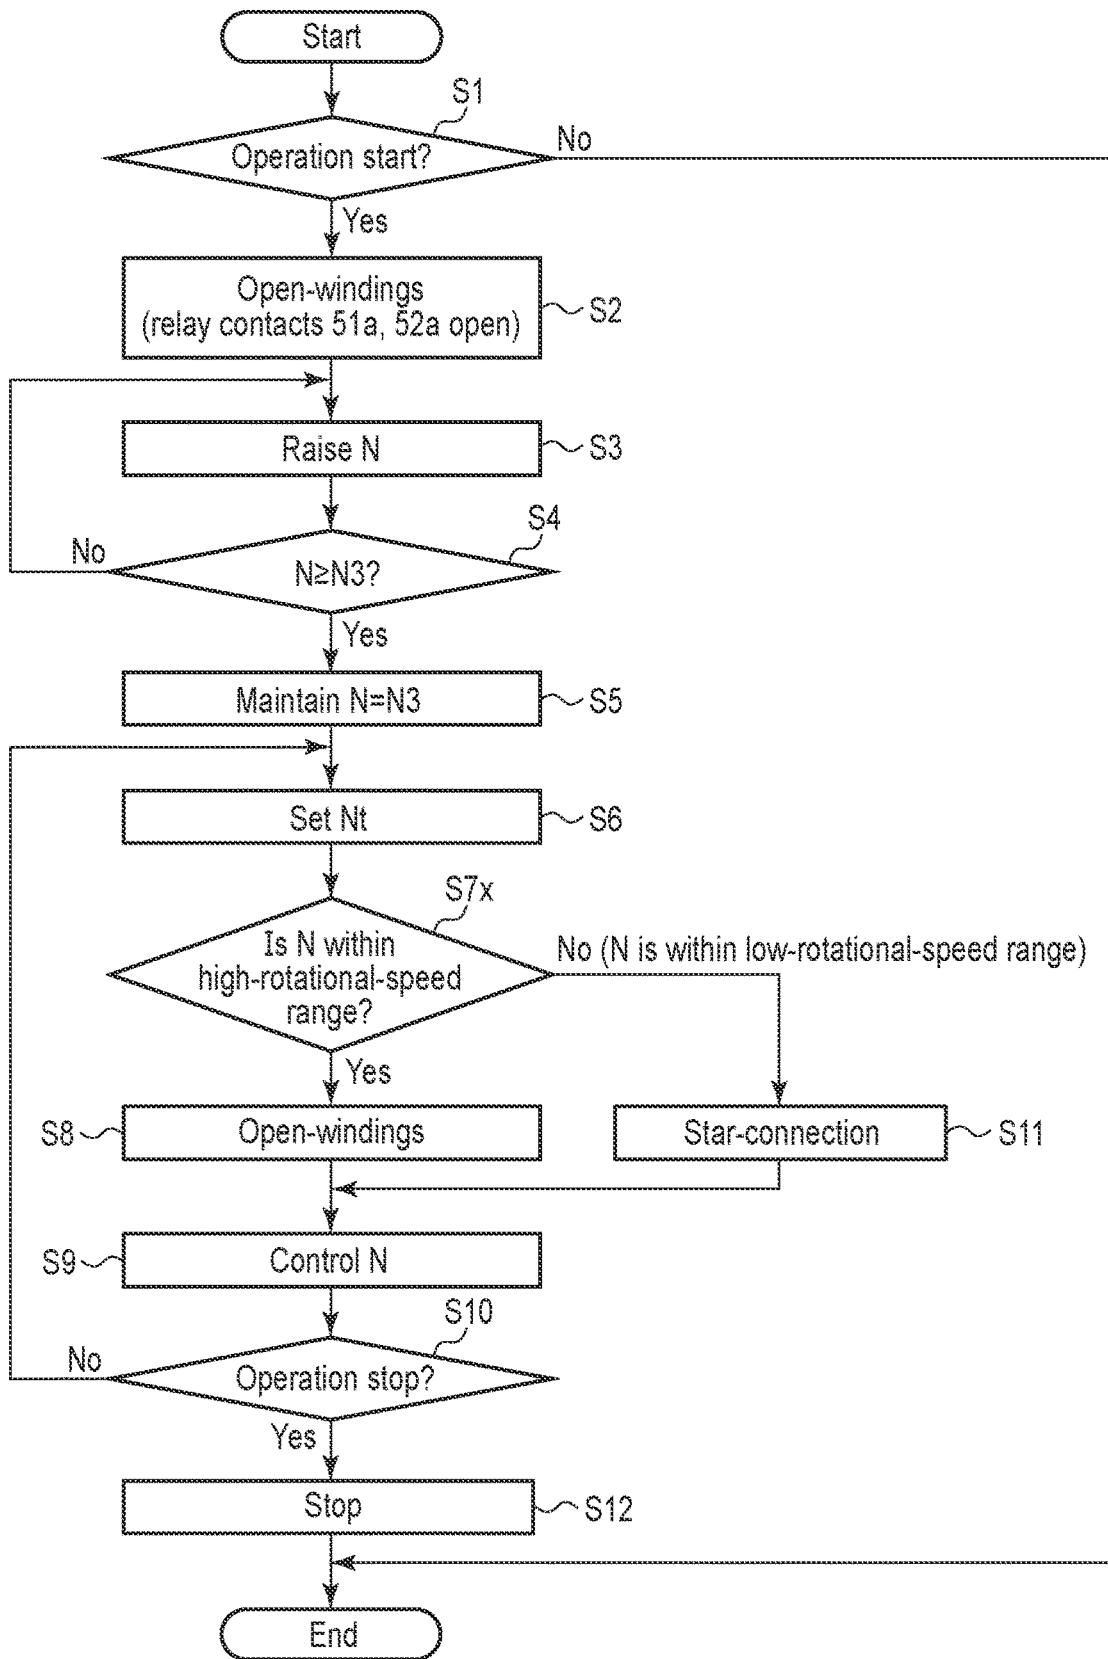 Start
S1
Operation start?
No
Yes
Open-windings
(relay contacts 51a, 52a open)
S2
Raise N
S3
S4
No
N≥N3?
Yes
Maintain N=N3
S5
Set Nt
S6
S7x
Is N within
high-rotational-speed
range?
No (N is within low-rotational-speed range)
Yes
S8
Open-windings
Star-connection
S11
S9
Control N
S10
No
Operation stop?
Yes
Stop
S12
End